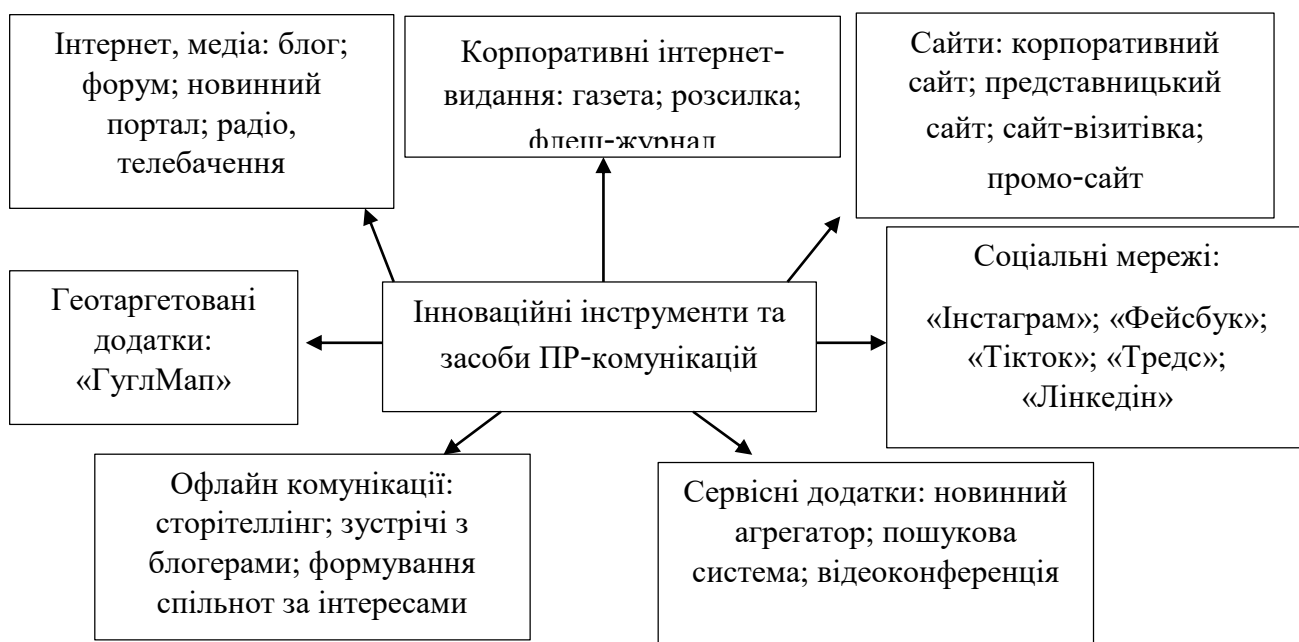 Інтернет, медіа: блог;
форум; новинний
портал; радіо,
телебачення
Корпоративні інтернет-
видання: газета; розсилка;
флеш-журнал
Сайти: корпоративний
сайт; представницький
сайт; сайт-візитівка;
промо-сайт
Геотаргетовані
додатки:
«ГуглМап»
Інноваційні інструменти та
засоби ПР-комунікацій
Соціальні мережі:
«Інстаграм»; «Фейсбук»;
«Тікток»; «Тредс»;
«Лінкедін»
Офлайн комунікації:
сторітеллінг; зустрічі з
блогерами; формування
спільнот за інтересами
Сервісні додатки: новинний
агрегатор; пошукова
система; відеоконференція